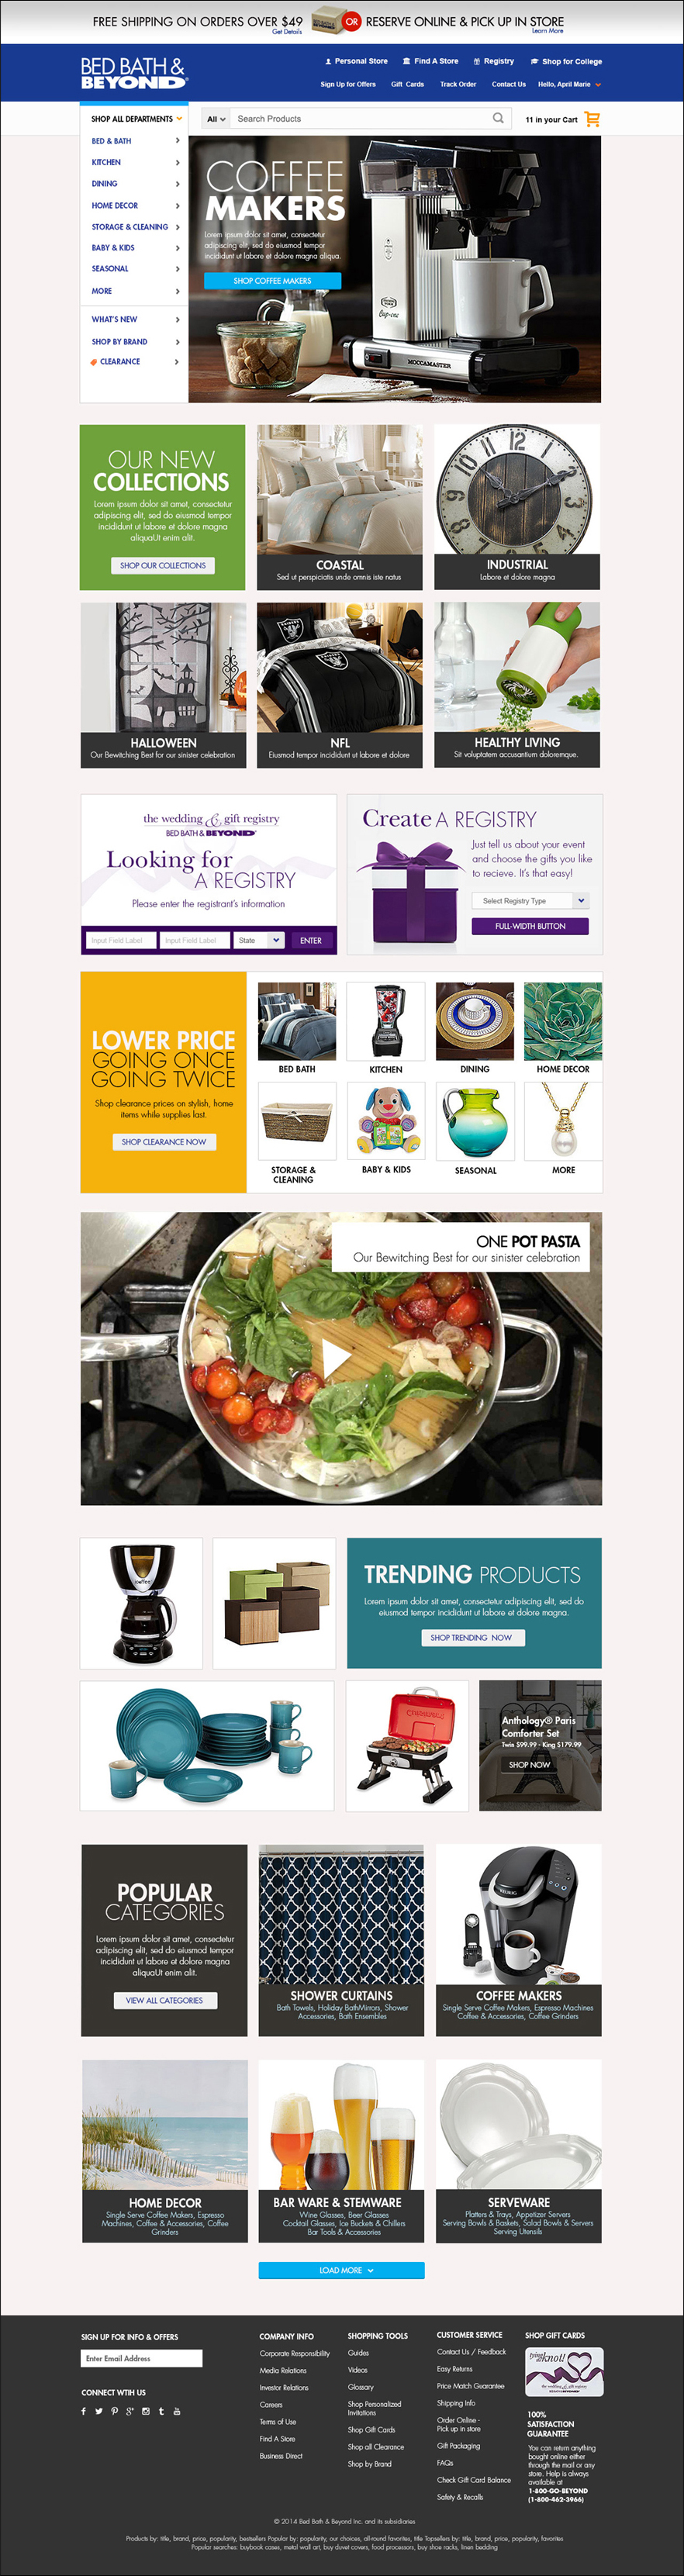 FREE SHIPPING ON ORDERS OVER $49
Get Details
OR
RESERVE ONLINE & PICK UP IN STORE
Learn More
BED BATH &
BEYOND
Personal Store
Find A Store
Registry
Shop for College
Sign Up for Offers
Gift Cards
Track Order
Contact Us
Hello, April Marie
SHOP ALL DEPARTMENTS
All
Search Products
11 in your Cart
BED & BATH
KITCHEN
DINING
HOME DECOR
STORAGE & CLEANING
BABY & KIDS
SEASONAL
MORE
WHAT'S NEW
SHOP BY BRAND
CLEARANCE
COFFEE
MAKERS
Lorem ipsum dolor sit amet, consectetur
adipiscing elit, sed do eiusmod tempor
incididunt ut labore et dolore magna aliqua.
SHOP COFFEE MAKERS
Cup-one
MOCCAMASTER
OUR NEW
COLLECTIONS
Lorem ipsum dolor sit amet, consectetur
adipiscing elit, sed do eiusmod tempor
incididunt ut labore et dolore magna
aliquaUt enim alit.
SHOP OUR COLLECTIONS
COASTAL
Sed ut perspiciatis unde omnis iste natus
INDUSTRIAL
Labore et dolore magna
HALLOWEEN
Our Bewitching Best for our sinister celebration
NFL
Eiusmod tempor incididunt ut labore et dolore
HEALTHY LIVING
Sit voluptatem accusantium doloremque.
the wedding & gift registry
BED BATH & BEYOND
Looking for
A REGISTRY
Please enter the registrant's information
Input Field Label
Input Field Label
State
ENTER
Create A REGISTRY
Just tell us about your event
and choose the gifts you like
to recieve. It's that easy!
Select Registry Type
FULL-WIDTH BUTTON
LOWER PRICE
GOING ONCE
GOING TWICE
Shop clearance prices on stylish, home
items while supplies last.
SHOP CLEARANCE NOW
BED BATH
KITCHEN
DINING
HOME DECOR
STORAGE &
CLEANING
BABY & KIDS
SEASONAL
MORE
ONE POT PASTA
Our Bewitching Best for our sinister celebration
TRENDING PRODUCTS
Lorem ipsum dolor sit amet, consectetur adipiscing elit, sed do
eiusmod tempor incididunt ut labore et dolore magna.
SHOP TRENDING NOW
Anthology® Paris
Comforter Set
Twin $99.99 - King $179.99
SHOP NOW
POPULAR
CATEGORIES
Lorem ipsum dolor sit amet, consectetur
adipiscing elit, sed do eiusmod tempor
incididunt ut labore et dolore magna
aliquaUt enim alit.
VIEW ALL CATEGORIES
SHOWER CURTAINS
Bath Towels, Holiday BathMirrors, Shower
Accessories, Bath Ensembles
KEURIG
COFFEE MAKERS
Single Serve Coffee Makers, Espresso Machines
Coffee & Accessories, Coffee Grinders
HOME DECOR
Single Serve Coffee Makers, Espresso
Machines, Coffee & Accessories, Coffee
Grinders
BAR WARE & STEMWARE
Wine Glasses, Beer Glasses
Cocktail Glasses, Ice Buckets & Chillers
Bar Tools & Accessories
SERVEWARE
Platters & Trays, Appetizer Servers
Serving Bowls & Baskets, Salad Bowls & Servers
Serving Utensils
LOAD MORE
SIGN UP FOR INFO & OFFERS
Enter Email Address
CONNECT WTIH US
COMPANY INFO
Corporate Responsibility
Media Relations
Investor Relations
Careers
Terms of Use
Find A Store
Business Direct
SHOPPING TOOLS
Guides
Videos
Glossary
Shop Personalized
Invitations
Shop Gift Cards
Shop all Clearance
Shop by Brand
CUSTOMER SERVICE
Contact Us / Feedback
Easy Returns
Price Match Guarantee
Shipping Info
Order Online -
Pick up in store
Gift Packaging
FAQs
Check Gift Card Balance
Safety & Recalls
SHOP GIFT CARDS
100%
SATISFACTION
GUARANTEE
You can return anything
bought online either
through the mail or any
store. Help is always
available at
1-800-GO-BEYOND
(1-800-462-3966)
© 2014 Bed Bath & Beyond Inc. and its subsidiaries
Products by: title, brand, price, popularity, bestsellers Popular by: popularity, our choices, all-round favorites, title Topsellers by: title, brand, price, popularity, favorites
Popular searches: buybook cases, metal wall art, buy duvet covers, food processors, buy shoe racks, linen bedding